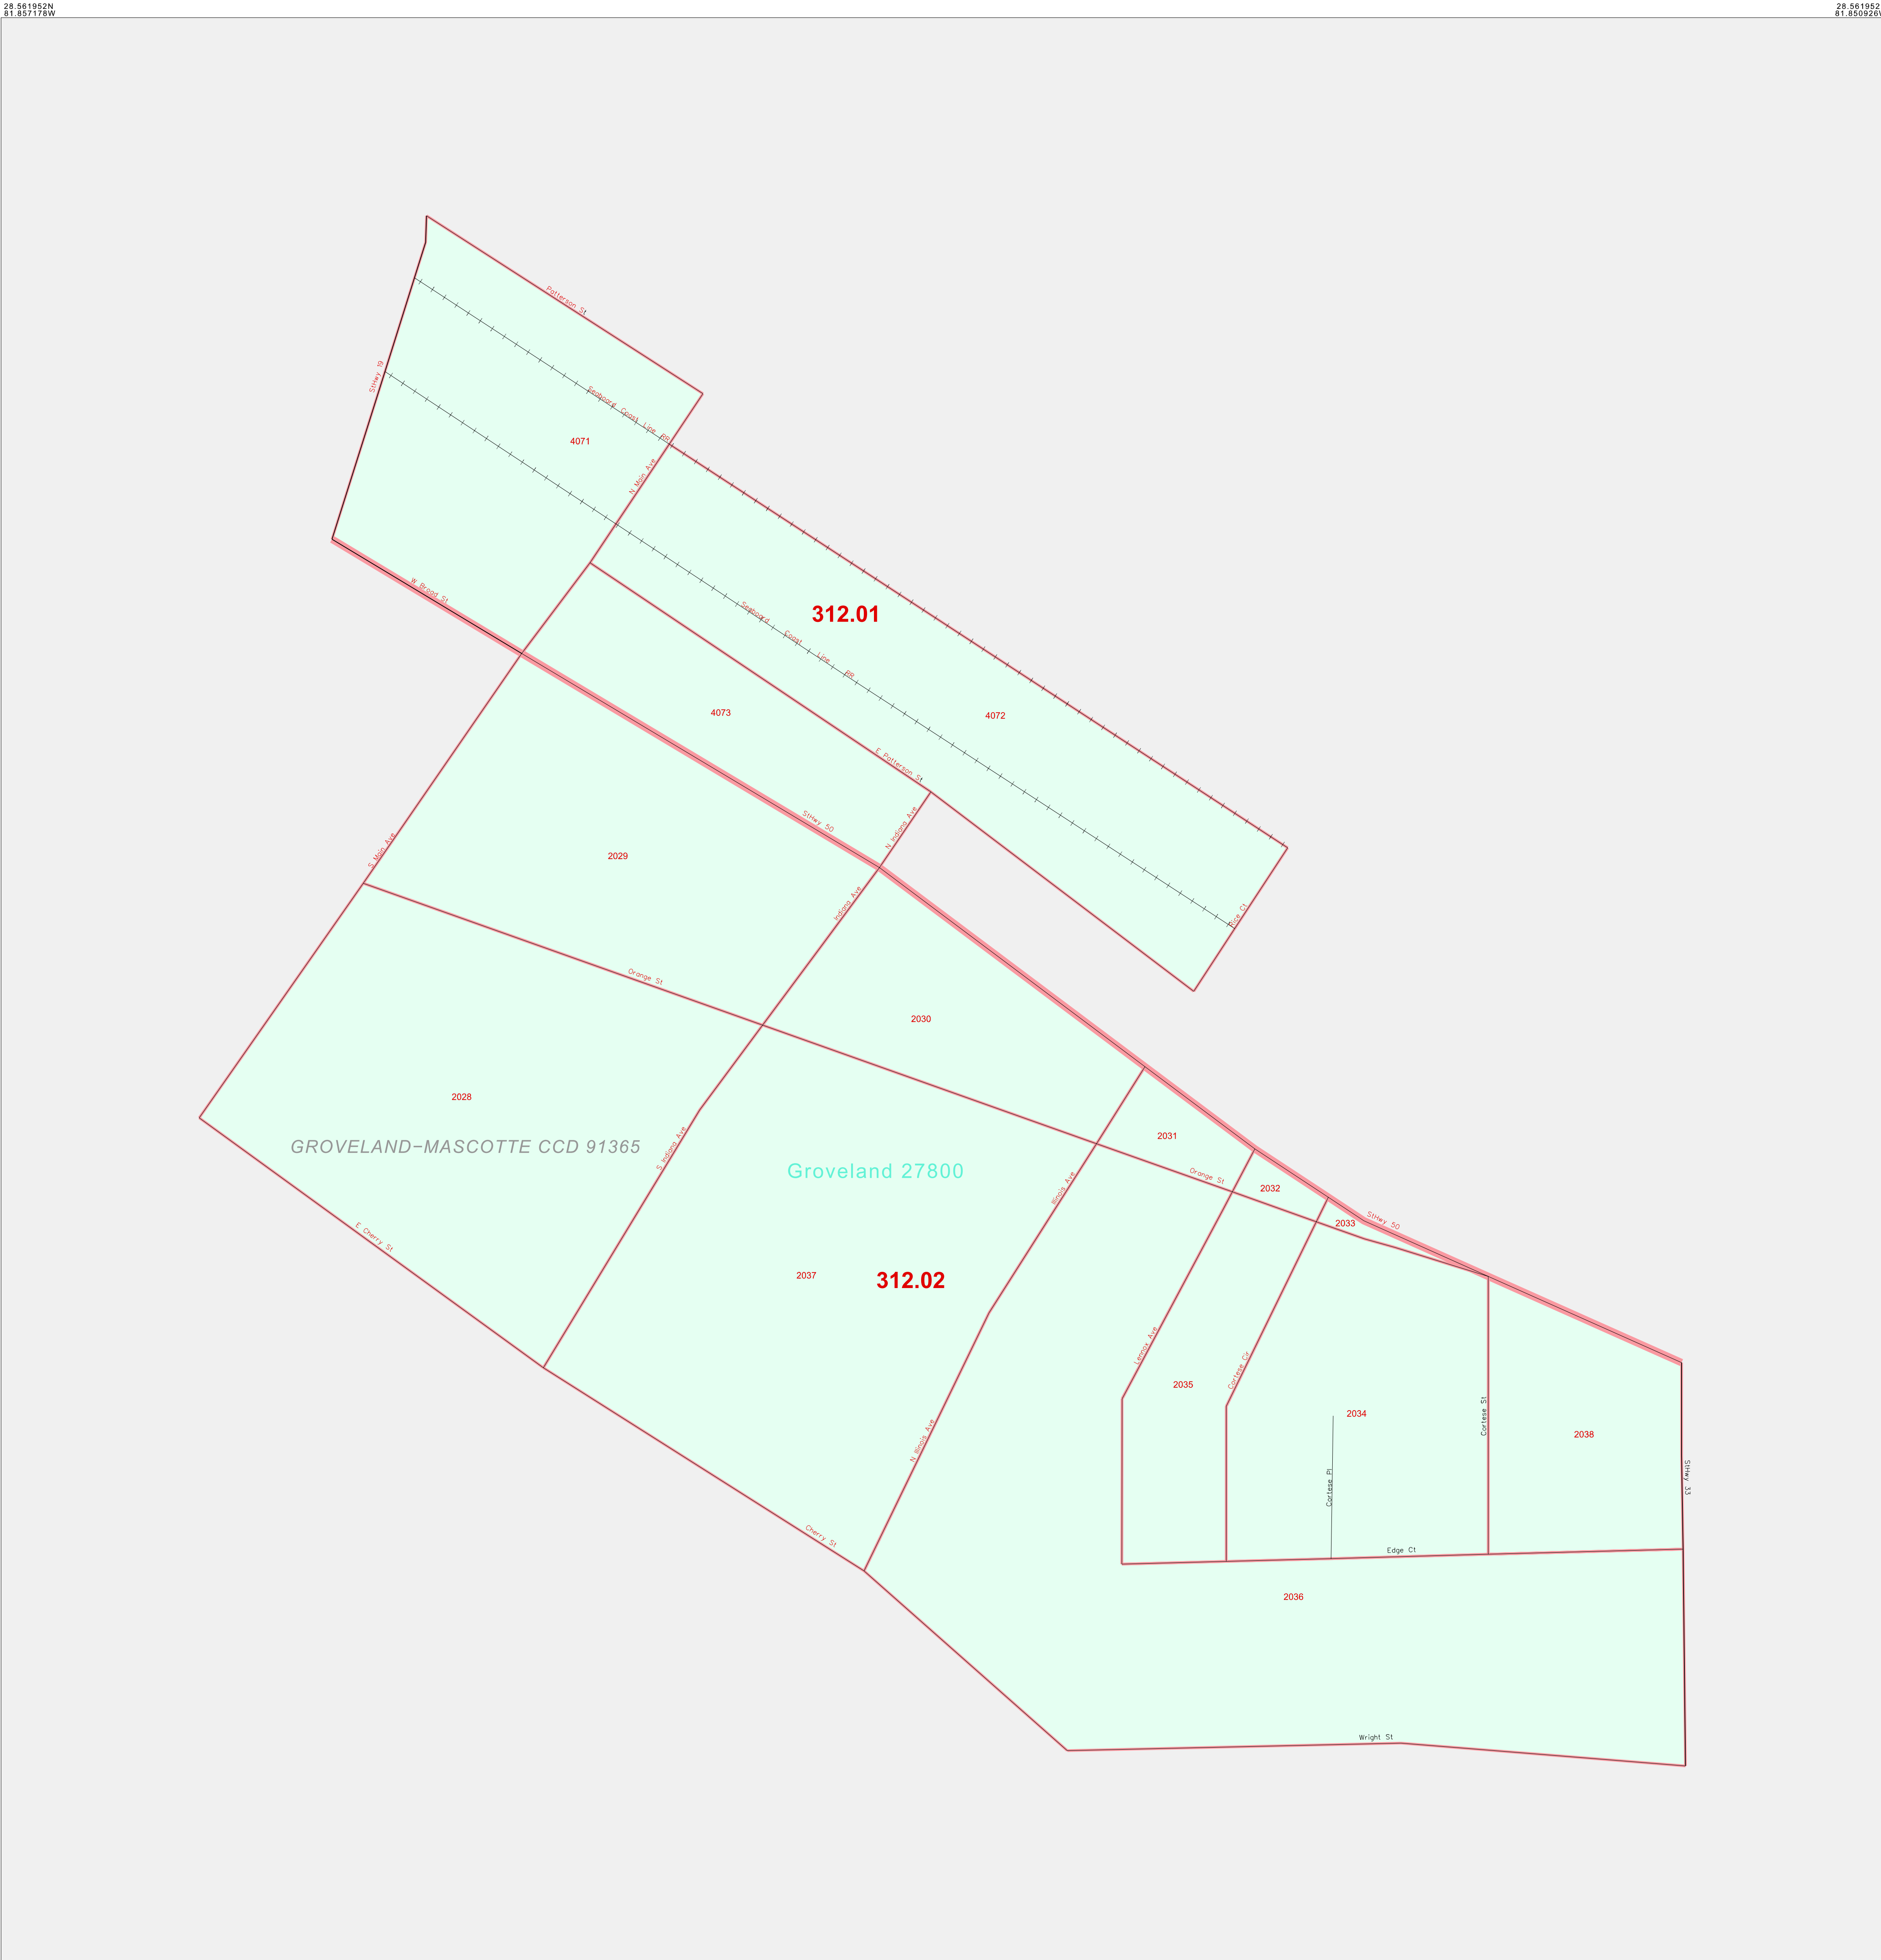 28.561952N
81.857178W
28.561952
81.850926W
Patterson St
StHwy 19
Seaboard Coast Line RR
4071
N Main Ave
W Broad St
312.01
Seaboard Coast Line RR
4073
4072
E Patterson St
StHwy 50
N Indiana Ave
S Main Ave
2029
Indiana Ave
Rice Ct
Orange St
2030
2028
GROVELAND-MASCOTTE CCD 91365
S Indiana Ave
2031
Groveland 27800
Illinois Ave
Orange St
2032
2033
StHwy 50
E Cherry St
2037
312.02
Lennox Ave
Cortese Cir
2035
2034
Cortese St
2038
N Illinois Ave
Cortese Pl
StHwy 33
Cherry St
Edge Ct
2036
Wright St